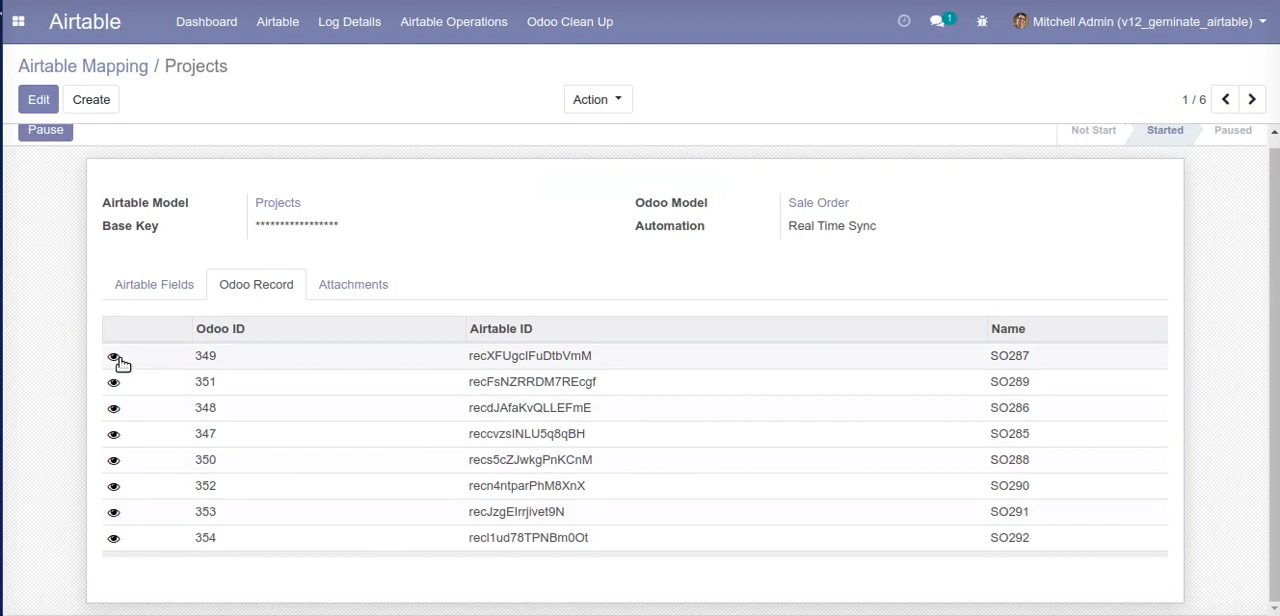 Airtable Dashboard Airtable Log Details Airtable Operations Odoo Clean Up 1 Mitchell Admin (v12_geminate_airtable)
Airtable Mapping / Projects
Edit Create Action 1 / 6
Pause Not Start Started Paused
Airtable Model Projects Odoo Model Sale Order
Base Key ***************** Automation Real Time Sync
Airtable Fields Odoo Record Attachments
Odoo ID Airtable ID Name
349 recXFUgclFuDtbVmM SO287
351 recFsNZRRDM7REcgf SO289
348 recdJAfaKvQLLEFmE SO286
347 reccvzsINLU5q8qBH SO285
350 recs5cZJwkgPnKCnM SO288
352 recn4ntparPhM8XnX SO290
353 recJzgEIrrjivet9N SO291
354 recl1ud78TPNBm0Ot SO292